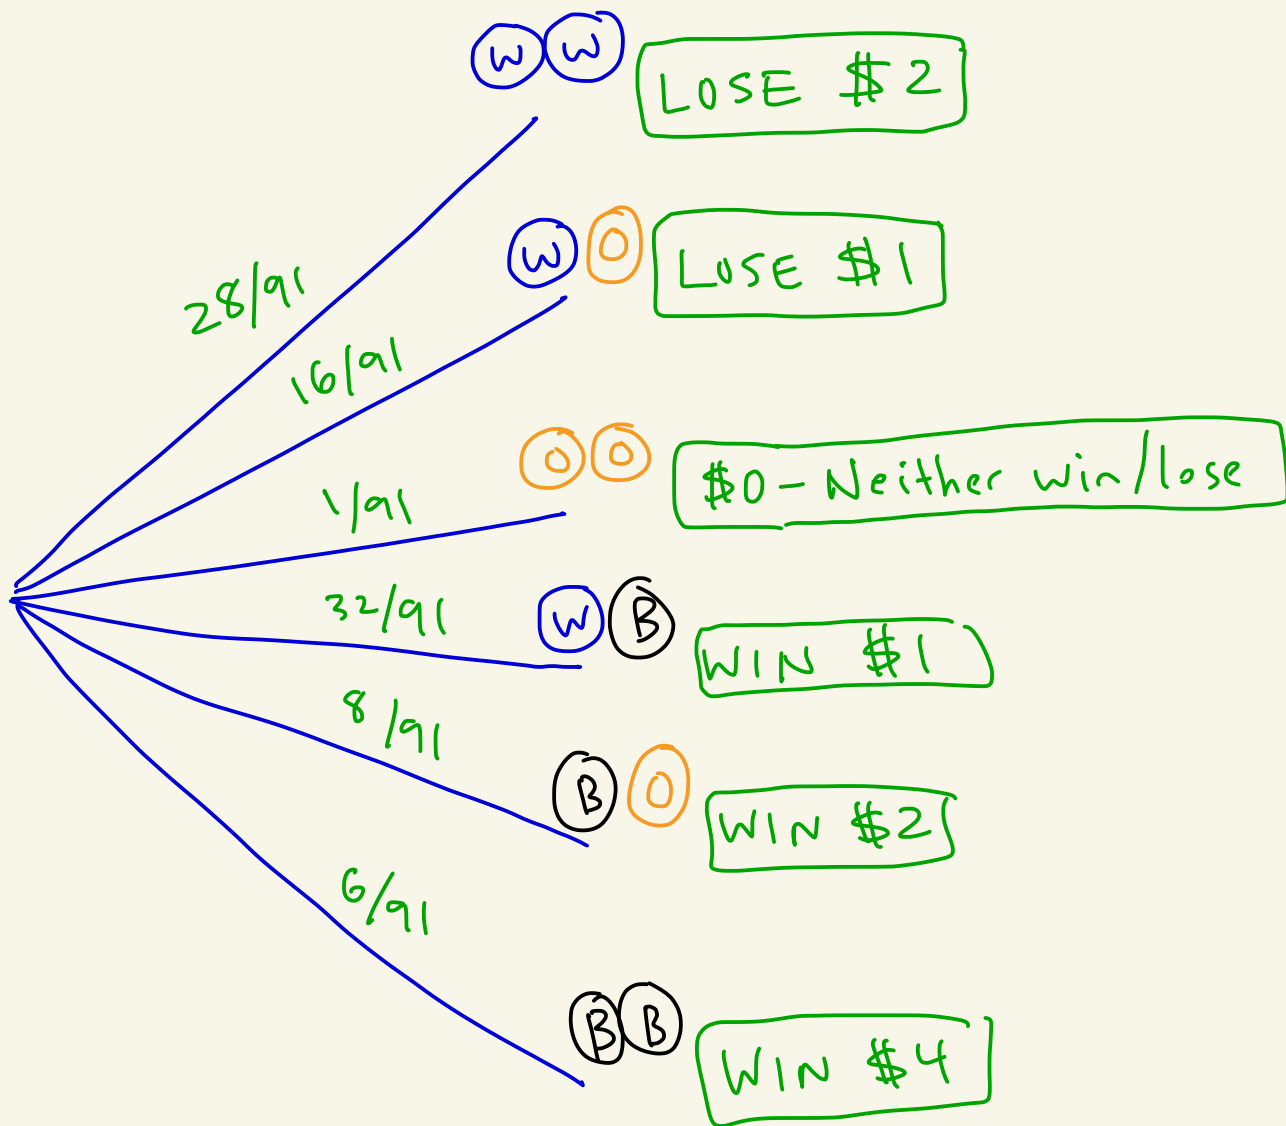 W W LOSE $2
28/91
W O LOSE $1
16/91
O O $0 - Neither win/lose
1/91
32/91
W B WIN $1
8/91
B O WIN $2
6/91
B B WIN $4